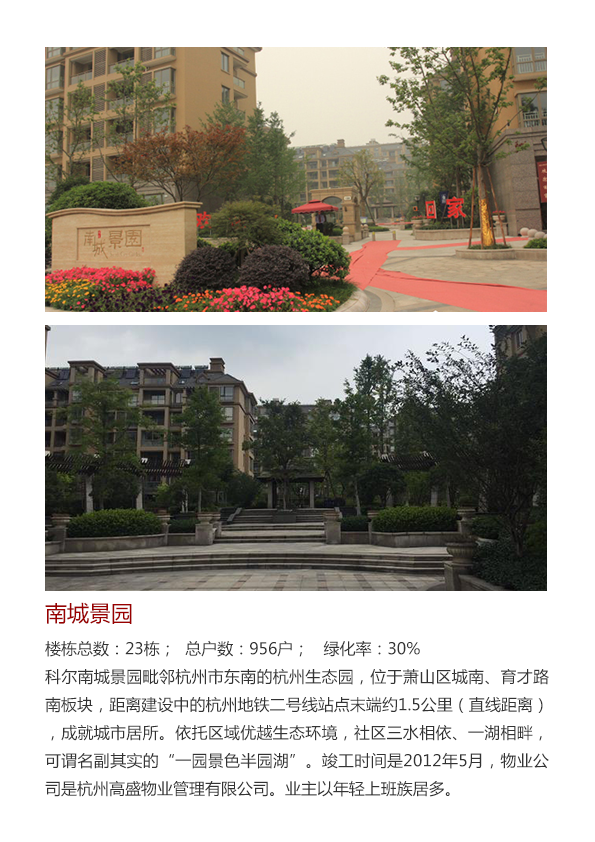 南城景園
家
园
南城景园
楼栋总数：23栋； 总户数：956户； 绿化率：30%
科尔南城景园毗邻杭州市东南的杭州生态园，位于萧山区城南、育才路
南板块，距离建设中的杭州地铁二号线站点末端约1.5公里（直线距离）
，成就城市居所。依托区域优越生态环境，社区三水相依、一湖相畔，
可谓名副其实的“一园景色半园湖”。竣工时间是2012年5月，物业公
司是杭州高盛物业管理有限公司。业主以年轻上班族居多。